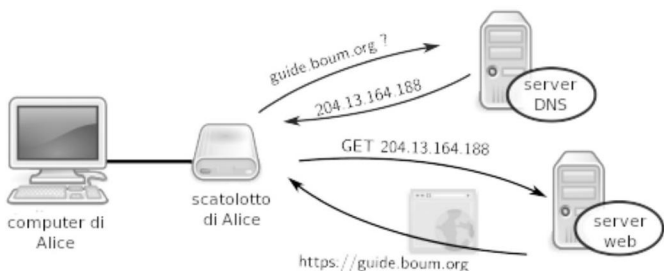 guide.boum.org ?
204.13.164.188
server
DNS
GET 204.13.164.188
computer di
Alice
scatolotto
di Alice
server
web
https://guide.boum.org